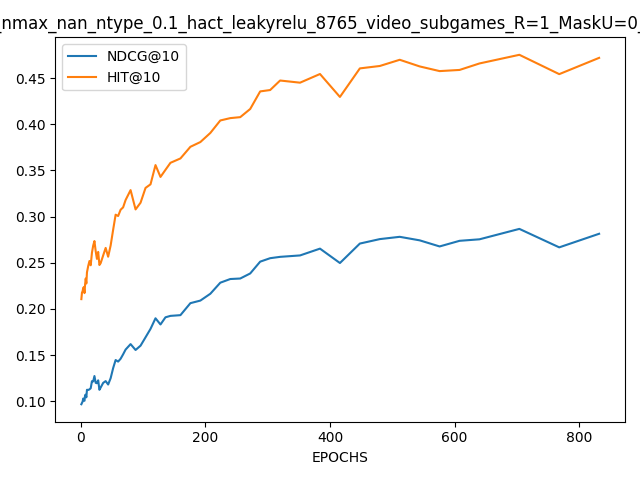 _nmax_nan_ntype_0.1_hact_leakyrelu_8765_video_subgames_R=1_MaskU=0_
NDCG@10
HIT@10
0.45
0.40
0.35
0.30
0.25
0.20
0.15
0.10
0 200 400 600 800
EPOCHS